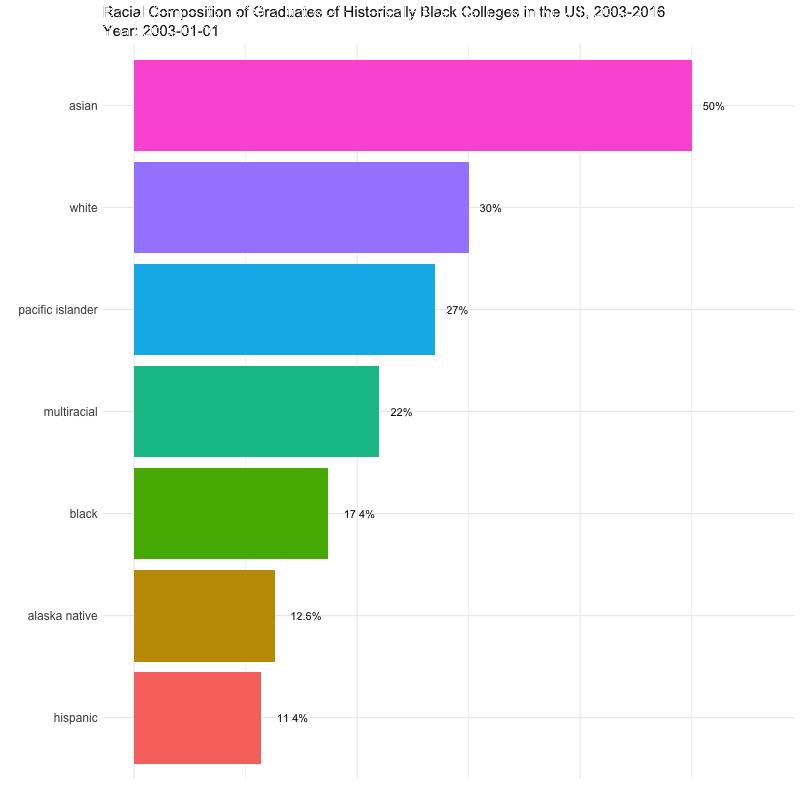 Racial Composition of Graduates of Historically Black Colleges in the US, 2003-2016
Year: 2003-01-01
asian 50%
white 30%
pacific islander 27%
multiracial 22%
black 17.4%
alaska native 12.6%
hispanic 11.4%